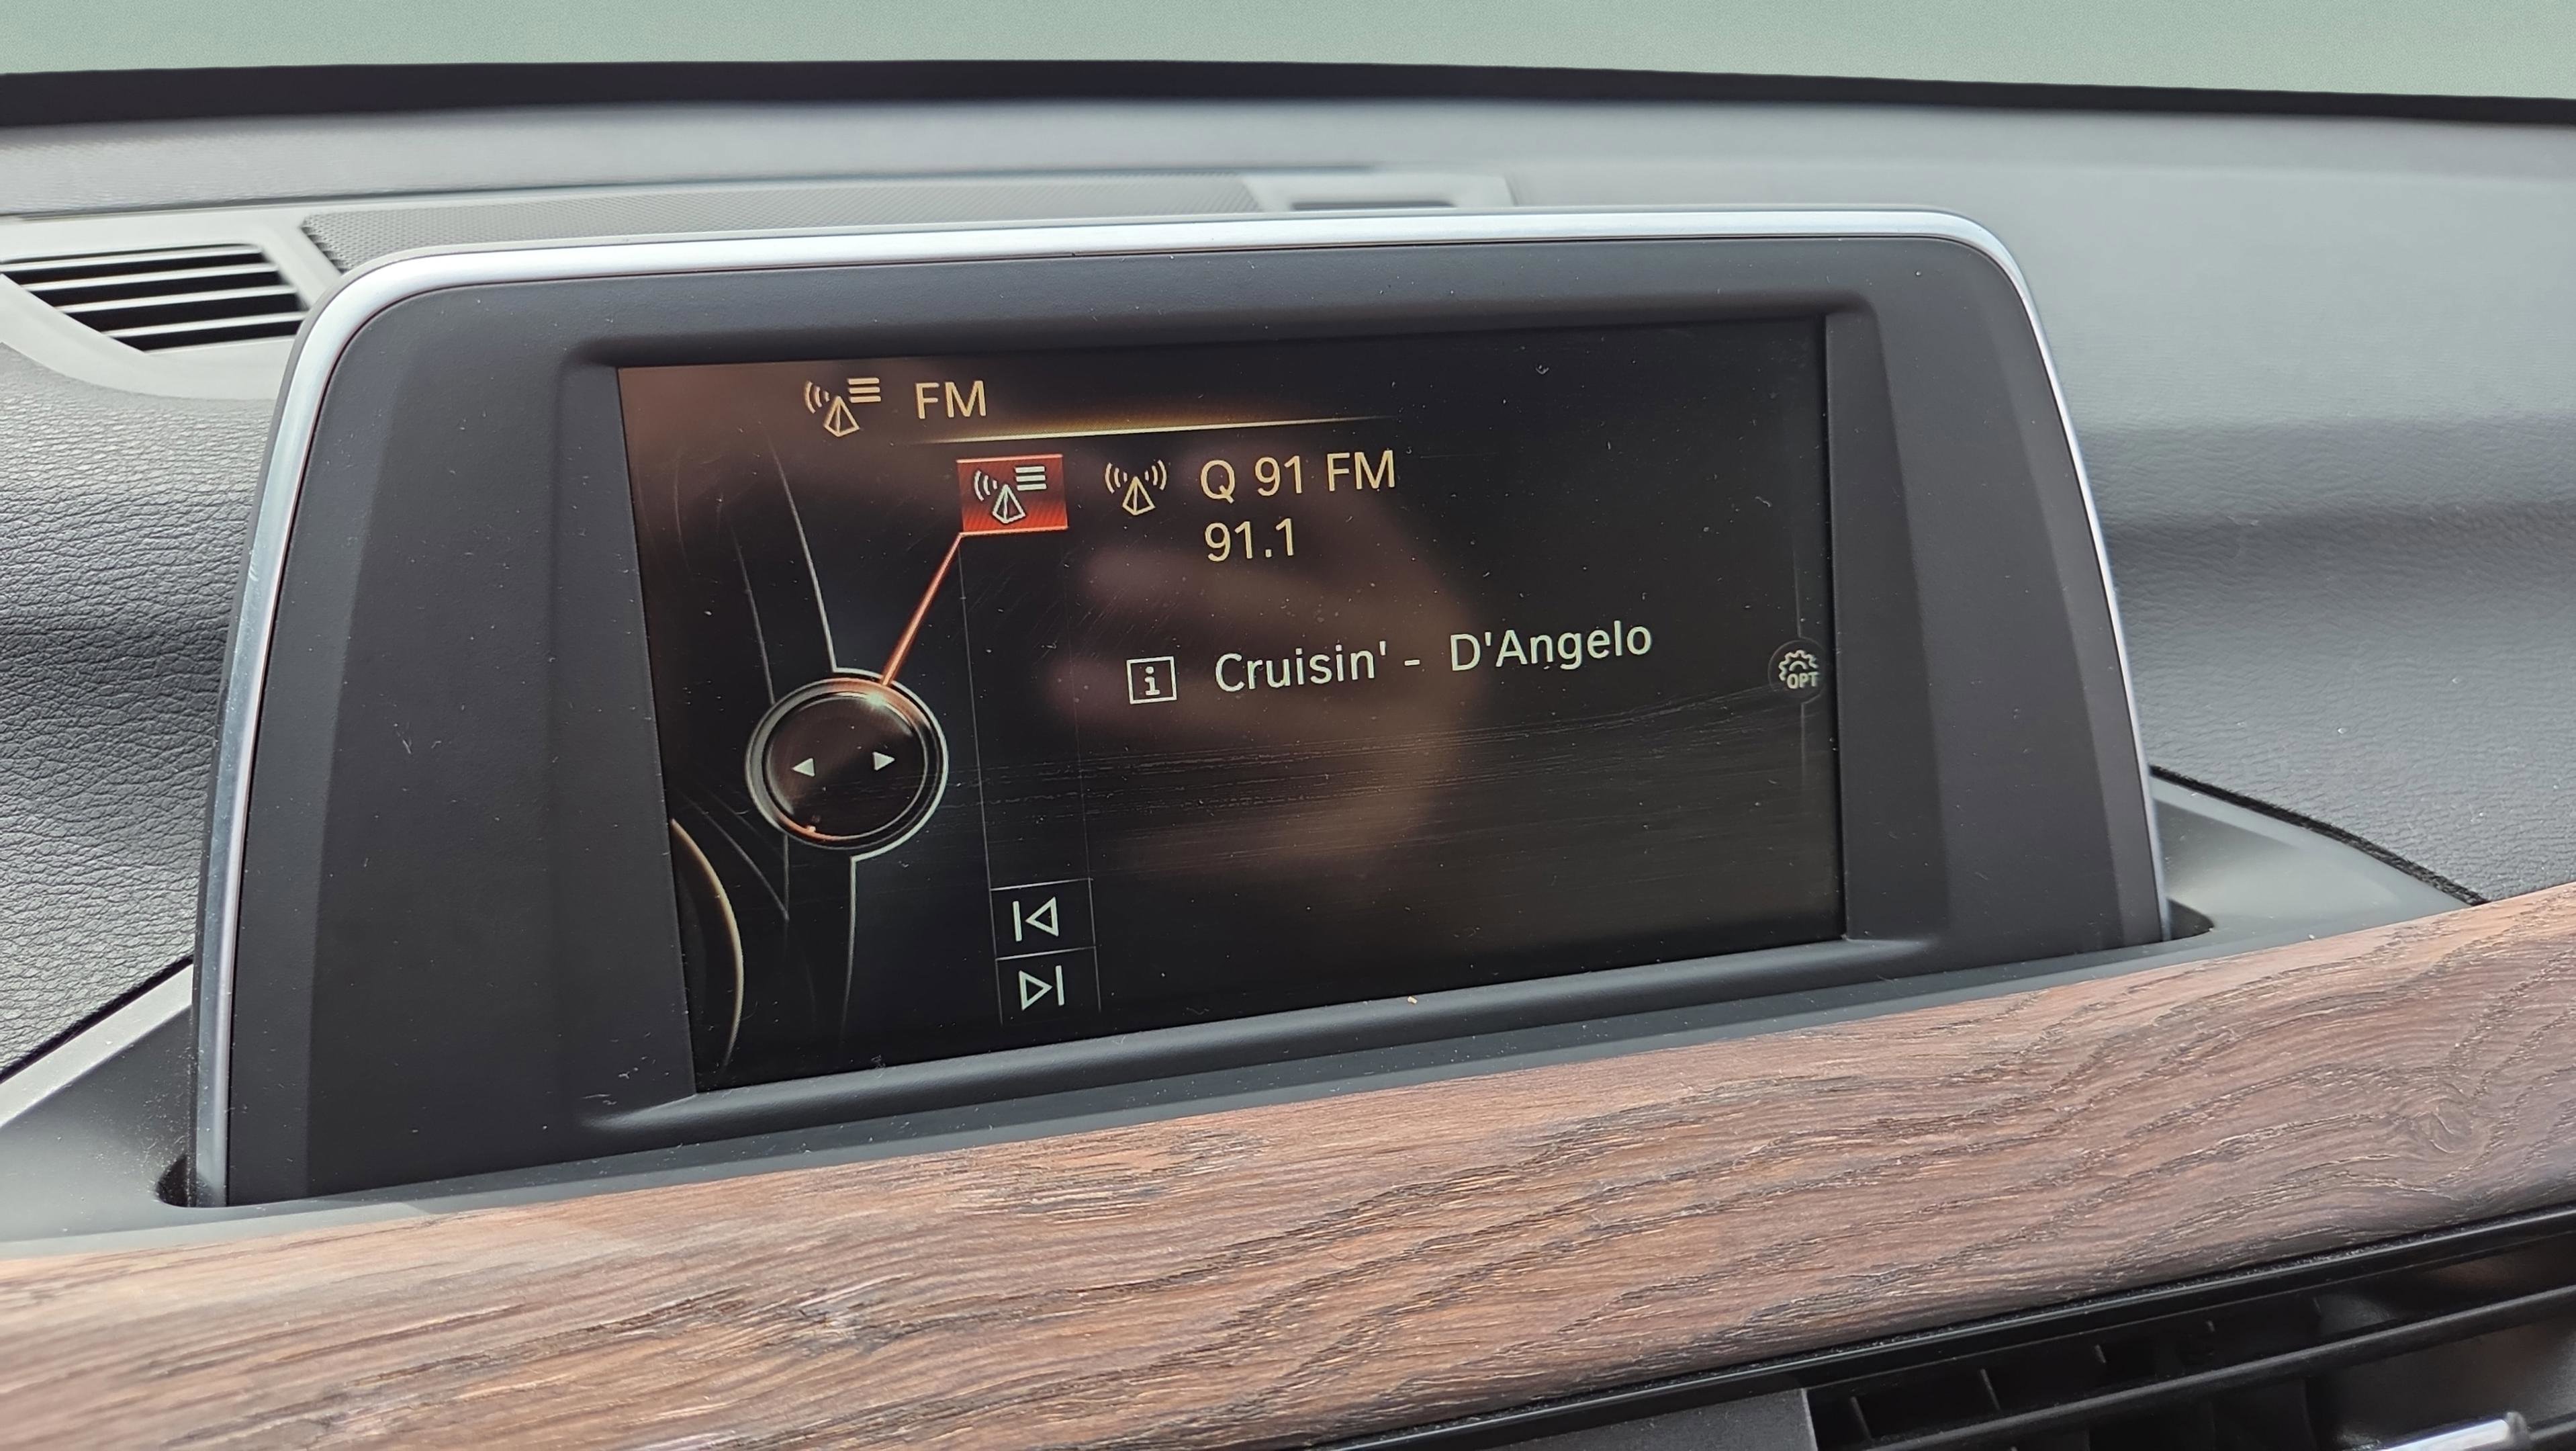 FM
Q 91 FM
91.1
i Cruisin' - D'Angelo
OPT